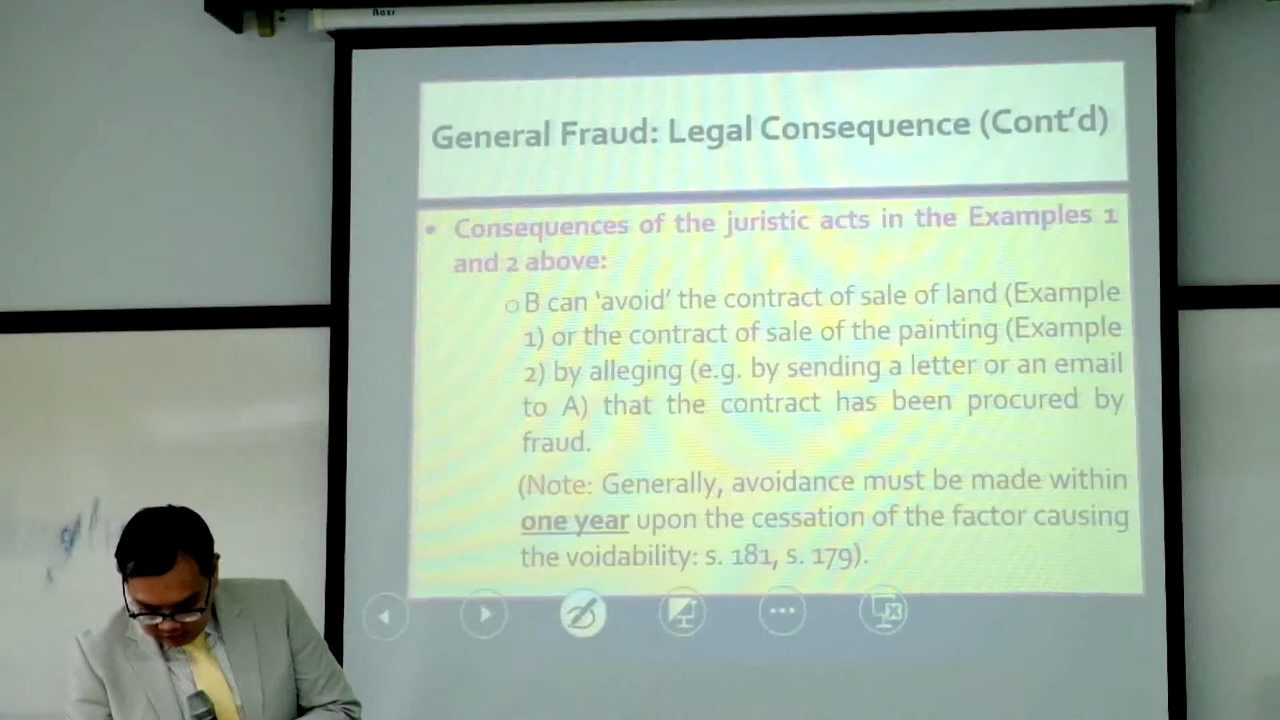 General Fraud: Legal Consequence (Cont'd)
• Consequences of the juristic acts in the Examples 1
and 2 above:
o B can 'avoid' the contract of sale of land (Example
1) or the contract of sale of the painting (Example
2) by alleging (e.g. by sending a letter or an email
to A) that the contract has been procured by
fraud.
(Note: Generally, avoidance must be made within
one year upon the cessation of the factor causing
the voidability: s. 181, s. 179).